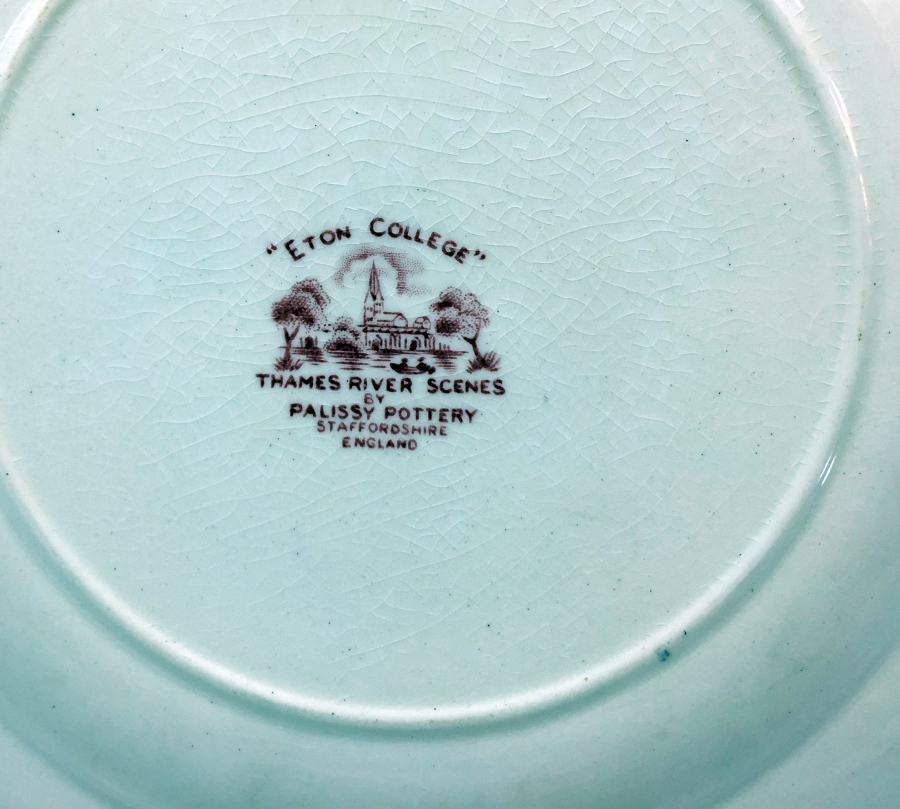 "ETON COLLEGE"
THAMES RIVER SCENES
BY
PALISSY POTTERY
STAFFORDSHIRE
ENGLAND